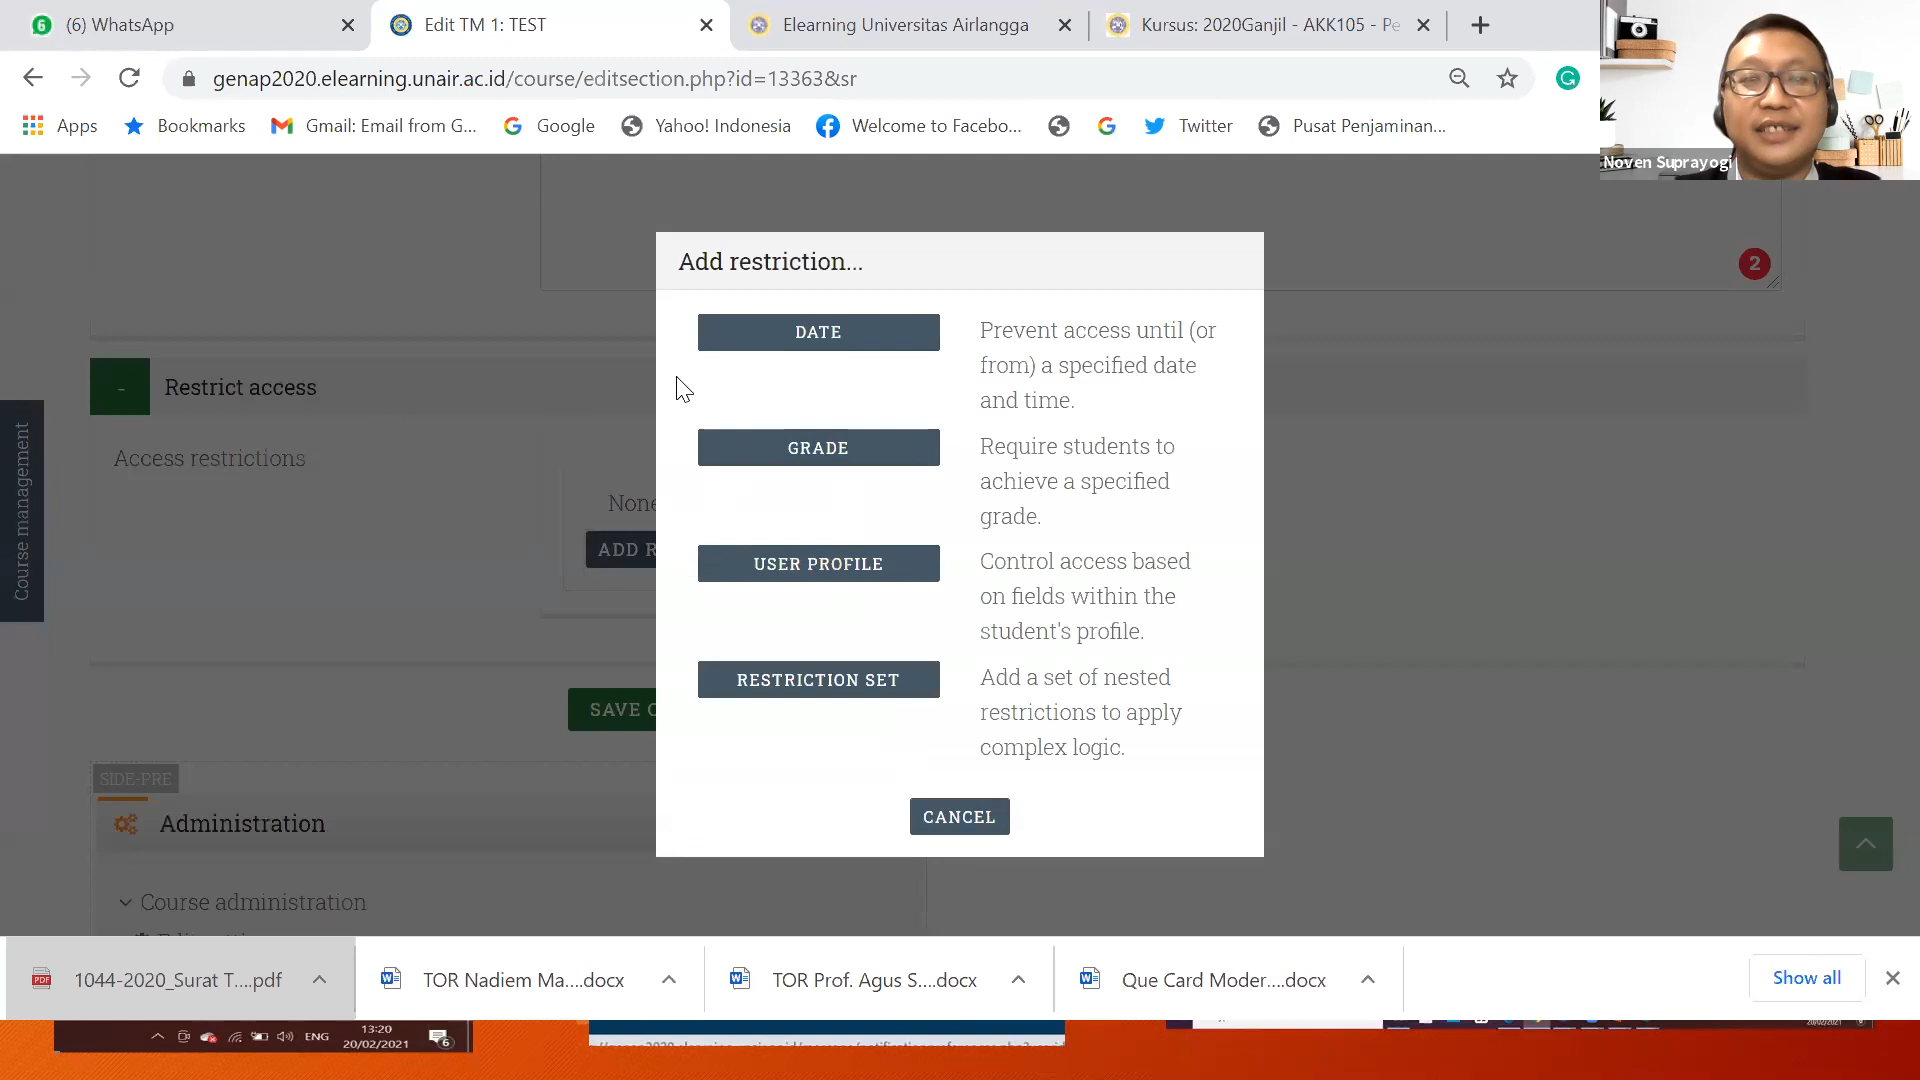 (6) WhatsApp
Edit TM 1: TEST
Elearning Universitas Airlangga
Kursus: 2020Ganjil - AKK105 - Pe
genap2020.elearning.unair.ac.id/course/editsection.php?id=13363&sr
Apps
Bookmarks
Gmail: Email from G...
Google
Yahoo! Indonesia
Welcome to Facebo...
Twitter
Pusat Penjaminan...
Noven Suprayogi
2
Add restriction...
DATE
Prevent access until (or
from) a specified date
and time.
GRADE
Require students to
achieve a specified
grade.
USER PROFILE
Control access based
on fields within the
student's profile.
RESTRICTION SET
Add a set of nested
restrictions to apply
complex logic.
CANCEL
- Restrict access
Access restrictions
None
ADD R
SAVE C
Course management
SIDE-PRE
Administration
Course administration
1044-2020_Surat T....pdf
TOR Nadiem Ma....docx
TOR Prof. Agus S....docx
Que Card Moder....docx
Show all
ENG
13:20
20/02/2021
6